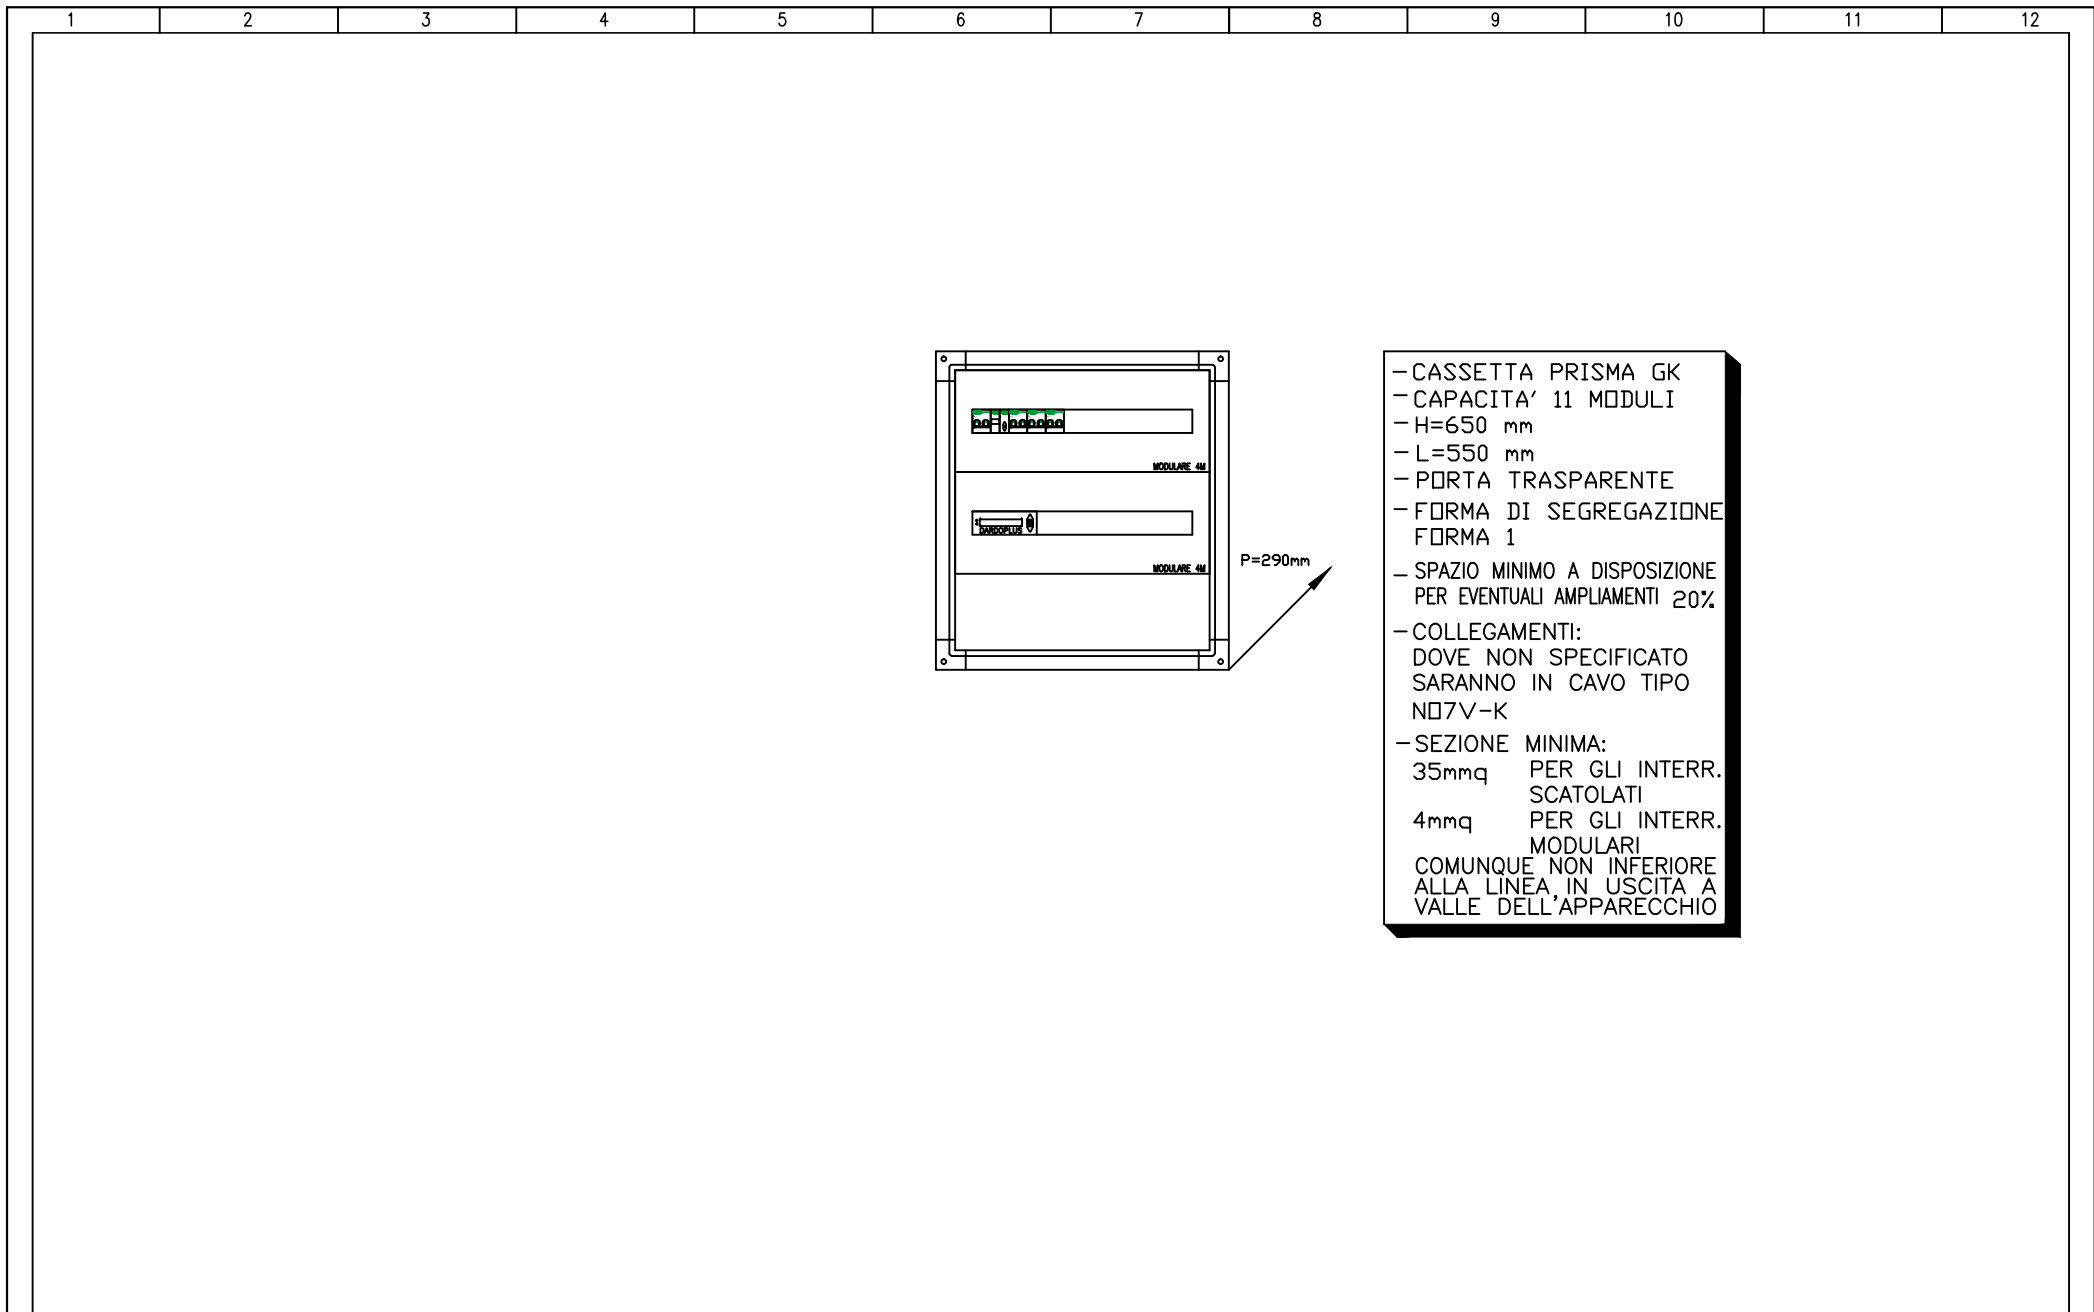 1 2 3 4 5 6 7 8 9 10 11 12
MODULARE 4M
DARDOPLUS
MODULARE 4M
P=290mm
-CASSETTA PRISMA GK
-CAPACITA' 11 MODULI
-H=650 mm
-L=550 mm
-PORTA TRASPARENTE
-FORMA DI SEGREGAZIONE
FORMA 1
- SPAZIO MINIMO A DISPOSIZIONE
PER EVENTUALI AMPLIAMENTI 20%
-COLLEGAMENTI:
DOVE NON SPECIFICATO
SARANNO IN CAVO TIPO
NO7V-K
-SEZIONE MINIMA:
35mmq PER GLI INTERR.
SCATOLATI
4mmq PER GLI INTERR.
MODULARI
COMUNQUE NON INFERIORE
ALLA LINEA IN USCITA A
VALLE DELL'APPARECCHIO